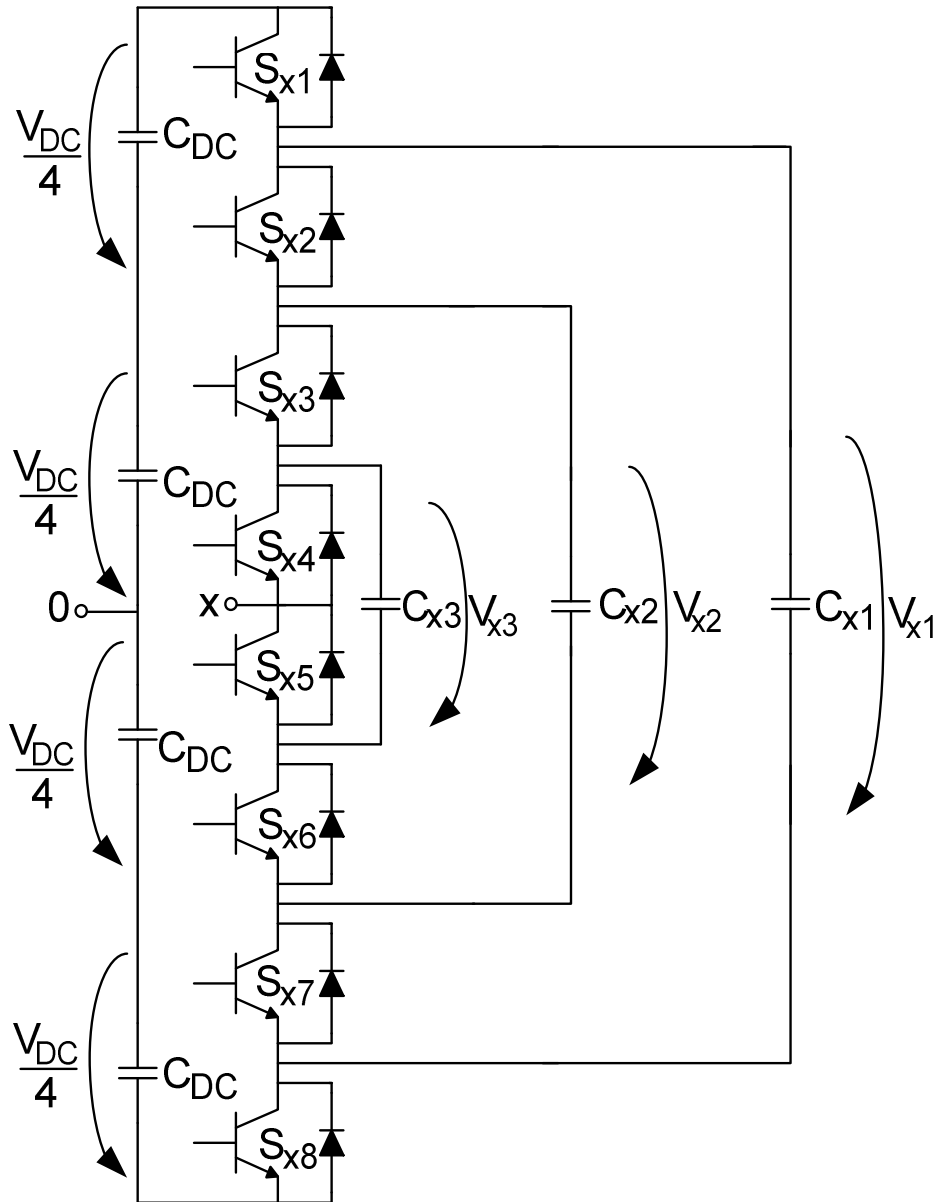 S_x1
V_DC
4
C_DC
S_x2
S_x3
V_DC
4
C_DC
S_x4
0
x
C_x3
V_x3
C_x2
V_x2
C_x1
V_x1
S_x5
V_DC
4
C_DC
S_x6
S_x7
V_DC
4
C_DC
S_x8